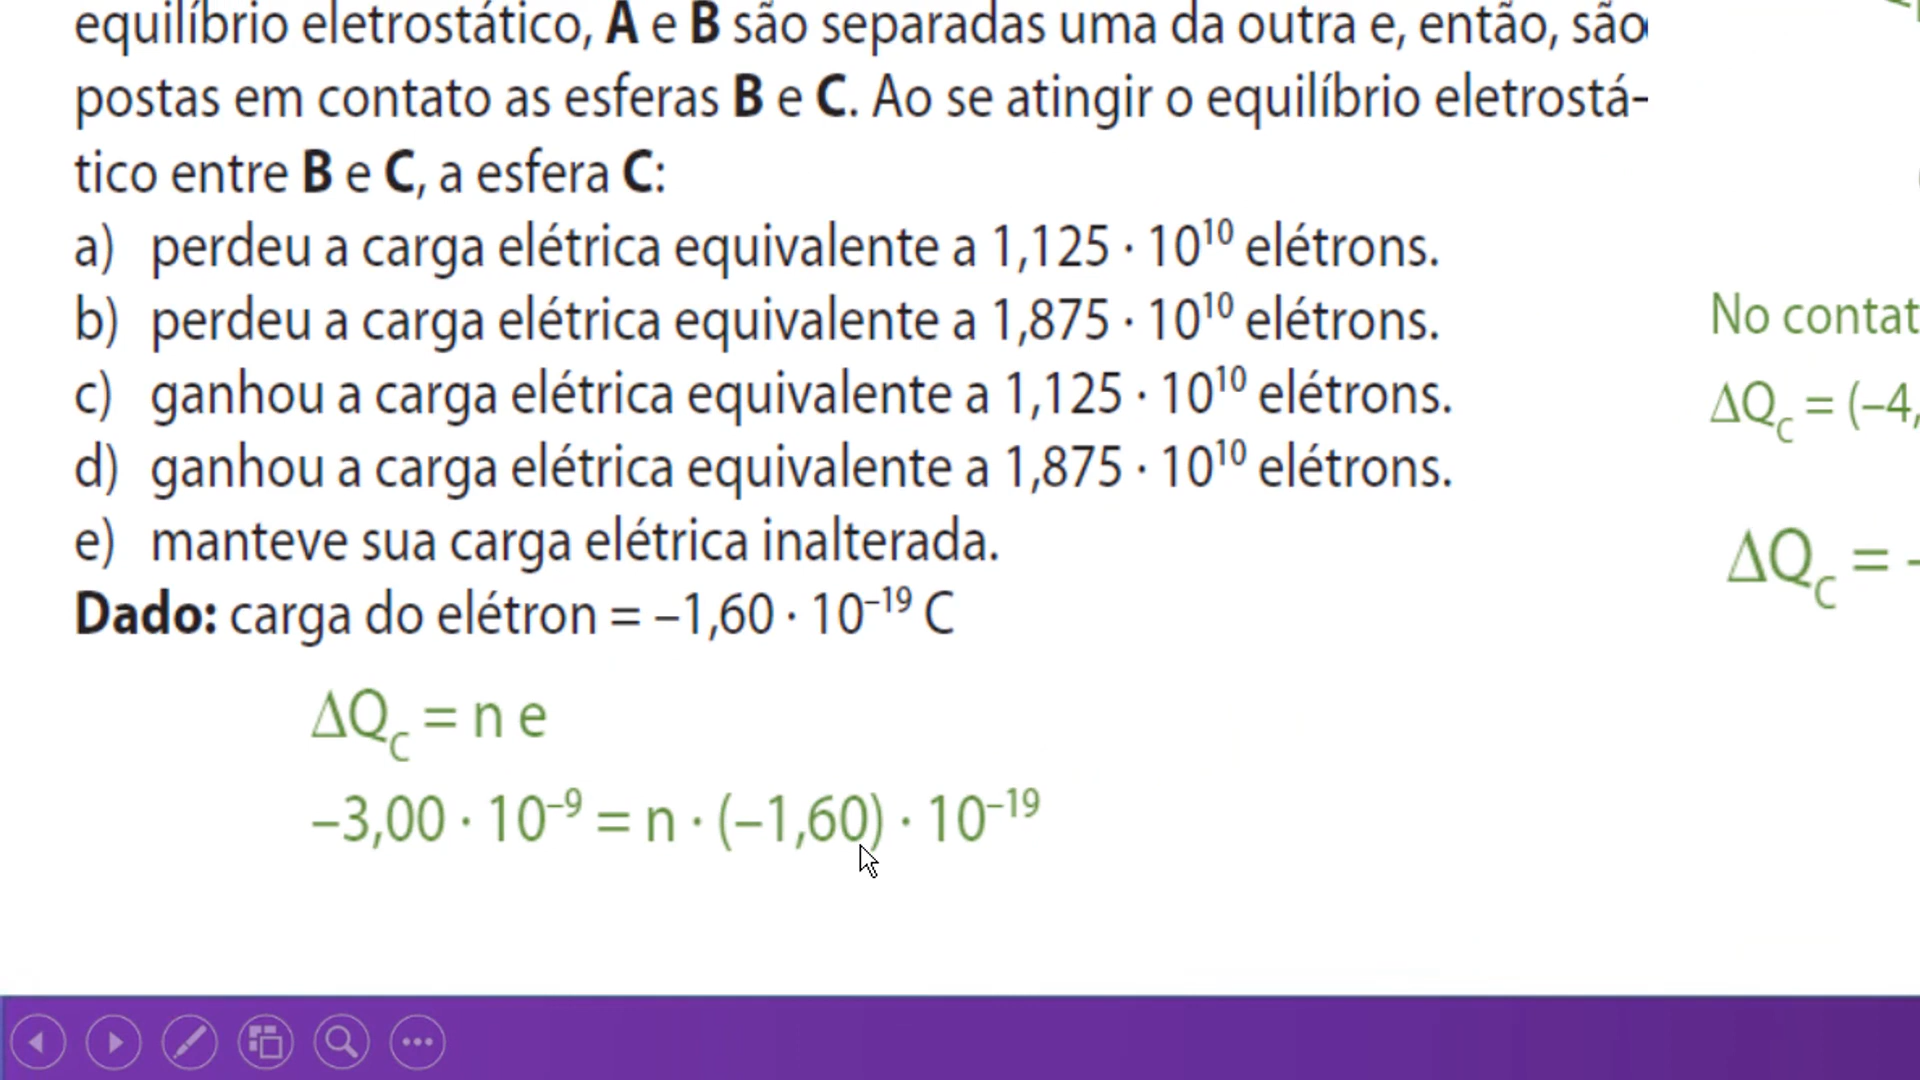 equilíbrio eletrostático, A e B são separadas uma da outra e, então, são
postas em contato as esferas B e C. Ao se atingir o equilíbrio eletrostá-
tico entre B e C, a esfera C:
a) perdeu a carga elétrica equivalente a 1,125 · 10¹⁰ elétrons.
b) perdeu a carga elétrica equivalente a 1,875 · 10¹⁰ elétrons.
c) ganhou a carga elétrica equivalente a 1,125 · 10¹⁰ elétrons.
d) ganhou a carga elétrica equivalente a 1,875 · 10¹⁰ elétrons.
e) manteve sua carga elétrica inalterada.
Dado: carga do elétron = –1,60 · 10⁻¹⁹ C
ΔQ_C = n e
–3,00 · 10⁻⁹ = n · (–1,60) · 10⁻¹⁹
No contat
ΔQ_C = (–4,
ΔQ_C = -